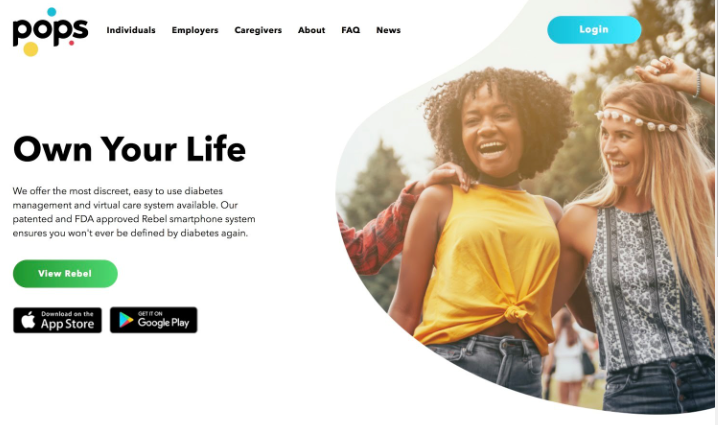 pops
Individuals Employers Caregivers About FAQ News
Login
Own Your Life
We offer the most discreet, easy to use diabetes
management and virtual care system available. Our
patented and FDA approved Rebel smartphone system
ensures you won't ever be defined by diabetes again.
View Rebel
Download on the
App Store
GET IT ON
Google Play